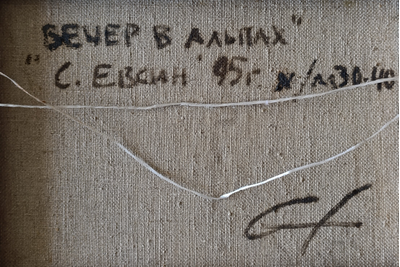 ВЕЧЕР В АЛЬПАХ"
"С. ЕВСИН '95г. х/м 30-40